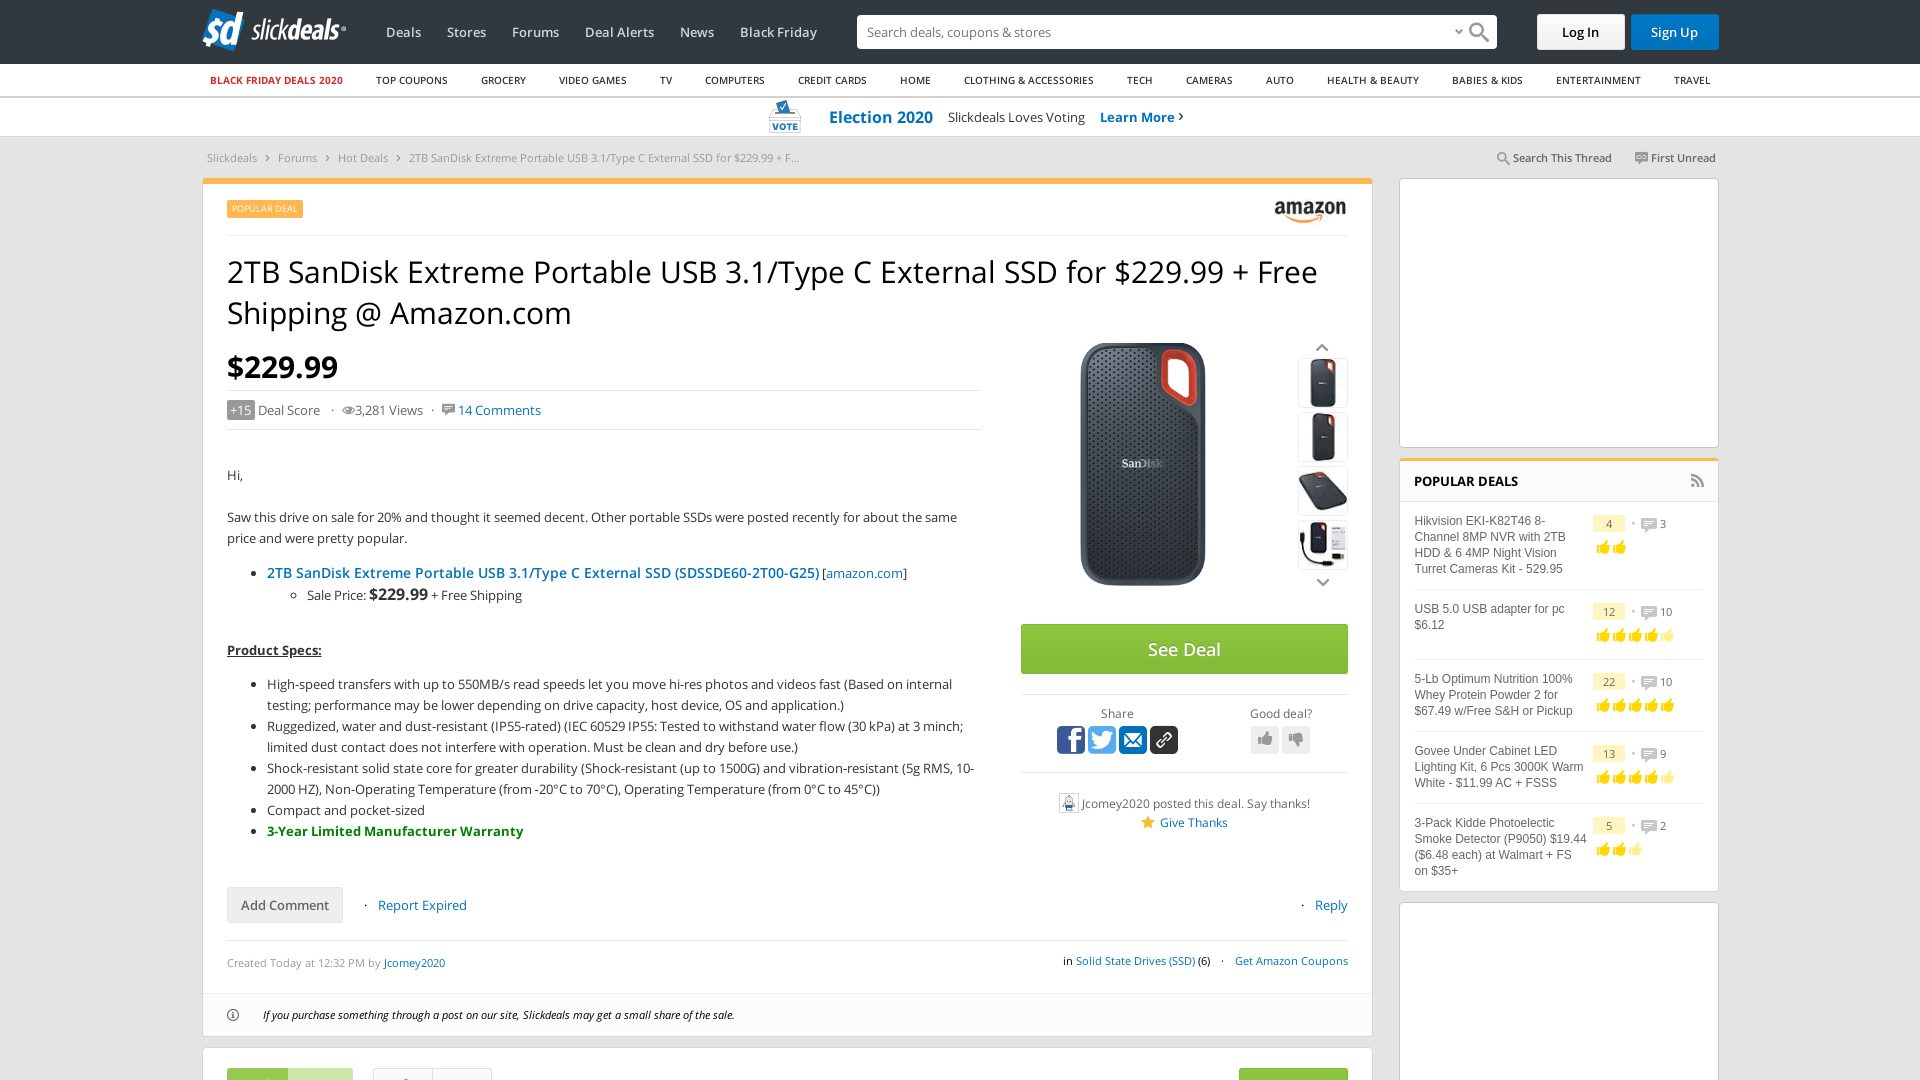 sd slickdeals
Deals Stores Forums Deal Alerts News Black Friday
Search deals, coupons & shopping
Log In Sign Up
BLACK FRIDAY DEALS 2020 TOP COUPONS GROCERY VIDEO GAMES TV COMPUTERS CREDIT CARDS HOME CLOTHING & ACCESSORIES TECH CAMERAS AUTO HEALTH & BEAUTY BABIES & KIDS ENTERTAINMENT TRAVEL
VOTE Election 2020 Slickdeals Loves Voting Learn More ›
Slickdeals › Forums › Hot Deals › 2TB SanDisk Extreme Portable USB 3.1/Type C External SSD for $229.99 + F...
Search This Thread First Unread
POPULAR DEAL
amazon
2TB SanDisk Extreme Portable USB 3.1/Type C External SSD for $229.99 + Free
Shipping @ Amazon.com
$229.99
+15 Deal Score · 3,281 Views · 14 Comments
Hi,
Saw this drive on sale for 20% and thought it seemed decent. Other portable SSDs were posted recently for about the same
price and were pretty popular.
• 2TB SanDisk Extreme Portable USB 3.1/Type C External SSD (SDSSDE60-2T00-G25) [amazon.com]
◦ Sale Price: $229.99 + Free Shipping
Product Specs:
• High-speed transfers with up to 550MB/s read speeds let you move hi-res photos and videos fast (Based on internal
testing; performance may be lower depending on drive capacity, host device, OS and application.)
• Ruggedized, water and dust-resistant (IP55-rated) (IEC 60529 IP55: Tested to withstand water flow (30 kPa) at 3 minch;
limited dust contact does not interfere with operation. Must be clean and dry before use.)
• Shock-resistant solid state core for greater durability (Shock-resistant (up to 1500G) and vibration-resistant (5g RMS, 10-
2000 HZ), Non-Operating Temperature (from -20°C to 70°C), Operating Temperature (from 0°C to 45°C))
• Compact and pocket-sized
• 3-Year Limited Manufacturer Warranty
SanDisk
See Deal
Share
Good deal?
Jcomey2020 posted this deal. Say thanks!
Give Thanks
Add Comment · Report Expired
· Reply
Created Today at 12:32 PM by Jcomey2020
in Solid State Drives (SSD) (6) · Get Amazon Coupons
If you purchase something through a post on our site, Slickdeals may get a small share of the sale.
POPULAR DEALS
Hikvision EKI-K82T46 8-
Channel 8MP NVR with 2TB
HDD & 6 4MP Night Vision
Turret Cameras Kit - 529.95
4 • 3
USB 5.0 USB adapter for pc
$6.12
12 • 10
5-Lb Optimum Nutrition 100%
Whey Protein Powder 2 for
$67.49 w/Free S&H or Pickup
22 • 10
Govee Under Cabinet LED
Lighting Kit, 6 Pcs 3000K Warm
White - $11.99 AC + FSSS
13 • 9
3-Pack Kidde Photoelectic
Smoke Detector (P9050) $19.44
($6.48 each) at Walmart + FS
on $35+
5 • 2